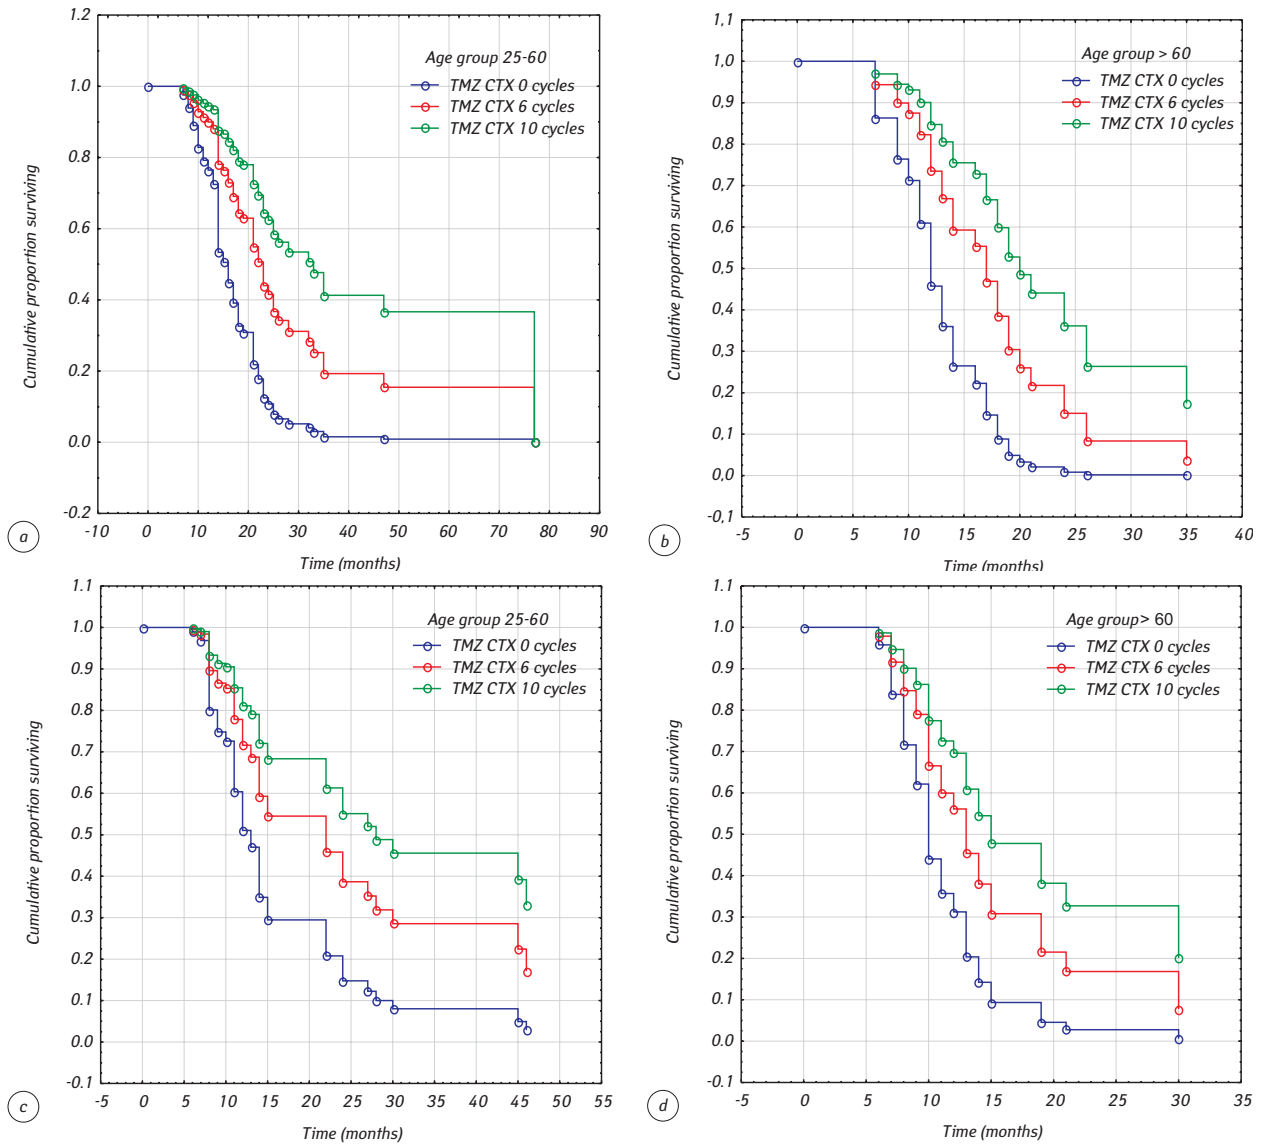 1.2
1.0
0.8
0.6
0.4
0.2
0.0
-0.2
Cumulative proportion surviving
Age group 25-60
TMZ CTX 0 cycles
TMZ CTX 6 cycles
TMZ CTX 10 cycles
-10 0 10 20 30 40 50 60 70 80 90
Time (months)
a
1,1
1.0
0.9
0.8
0.7
0.6
0.5
0.4
0.3
0.2
0.1
0.0
-0,1
Cumulative proportion surviving
Age group > 60
TMZ CTX 0 cycles
TMZ CTX 6 cycles
TMZ CTX 10 cycles
-5 0 5 10 15 20 25 30 35 40
Time (months)
b
1.1
1.0
0.9
0.8
0.7
0.6
0.5
0.4
0.3
0.2
0.1
0.0
-0.1
Cumulative proportion surviving
Age group 25-60
TMZ CTX 0 cycles
TMZ CTX 6 cycles
TMZ CTX 10 cycles
-5 0 5 10 15 20 25 30 35 40 45 50 55
Time (months)
c
1.1
1.0
0.9
0.8
0.7
0.6
0.5
0.4
0.3
0.2
0.1
0.0
-0.1
Cumulative proportion surviving
Age group> 60
TMZ CTX 0 cycles
TMZ CTX 6 cycles
TMZ CTX 10 cycles
-5 0 5 10 15 20 25 30 35
Time (months)
d